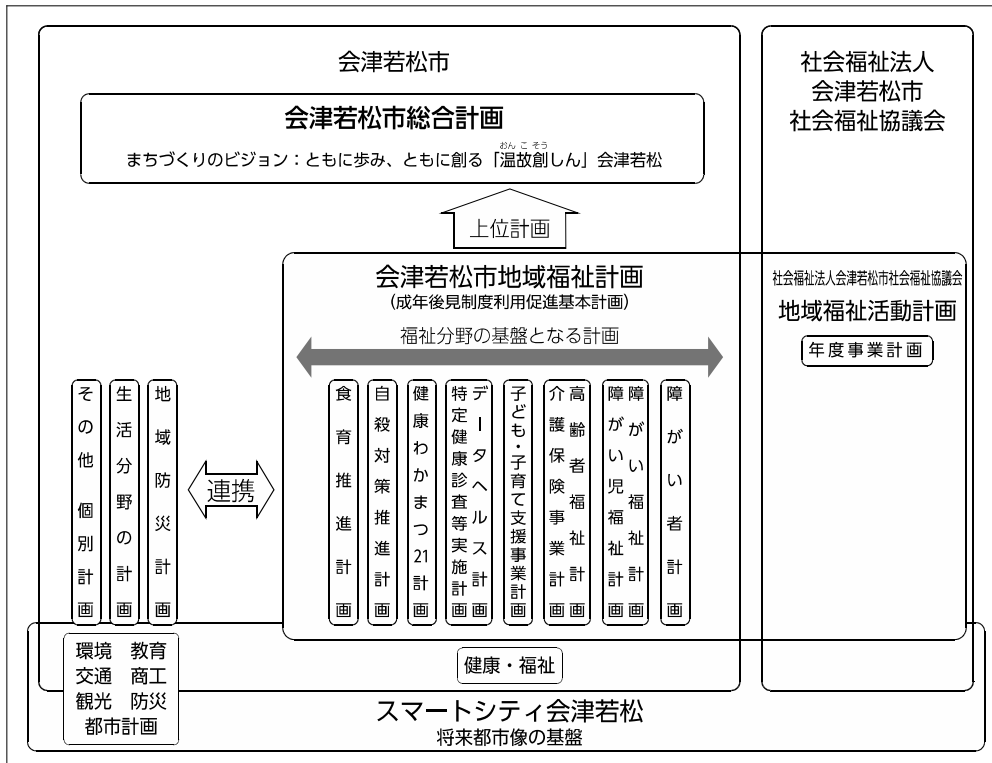 会津若松市
会津若松市総合計画
おん こ そう
まちづくりのビジョン：ともに歩み、ともに創る「温故創しん」会津若松
上位計画
社会福祉法人
会津若松市
社会福祉協議会
会津若松市地域福祉計画
(成年後見制度利用促進基本計画)
福祉分野の基盤となる計画
社会福祉法人会津若松市社会福祉協議会
地域福祉活動計画
年度事業計画
障がい者計画
障がい福祉計画
障がい児福祉計画
高齢者福祉計画
介護保険事業計画
子ども・子育て支援事業計画
データヘルス計画
特定健康診査等実施計画
健康わかまつ21計画
自殺対策推進計画
食育推進計画
連携
地域防災計画
生活分野の計画
その他 個別計画
環境 教育
交通 商工
観光 防災
都市計画
健康・福祉
スマートシティ会津若松
将来都市像の基盤